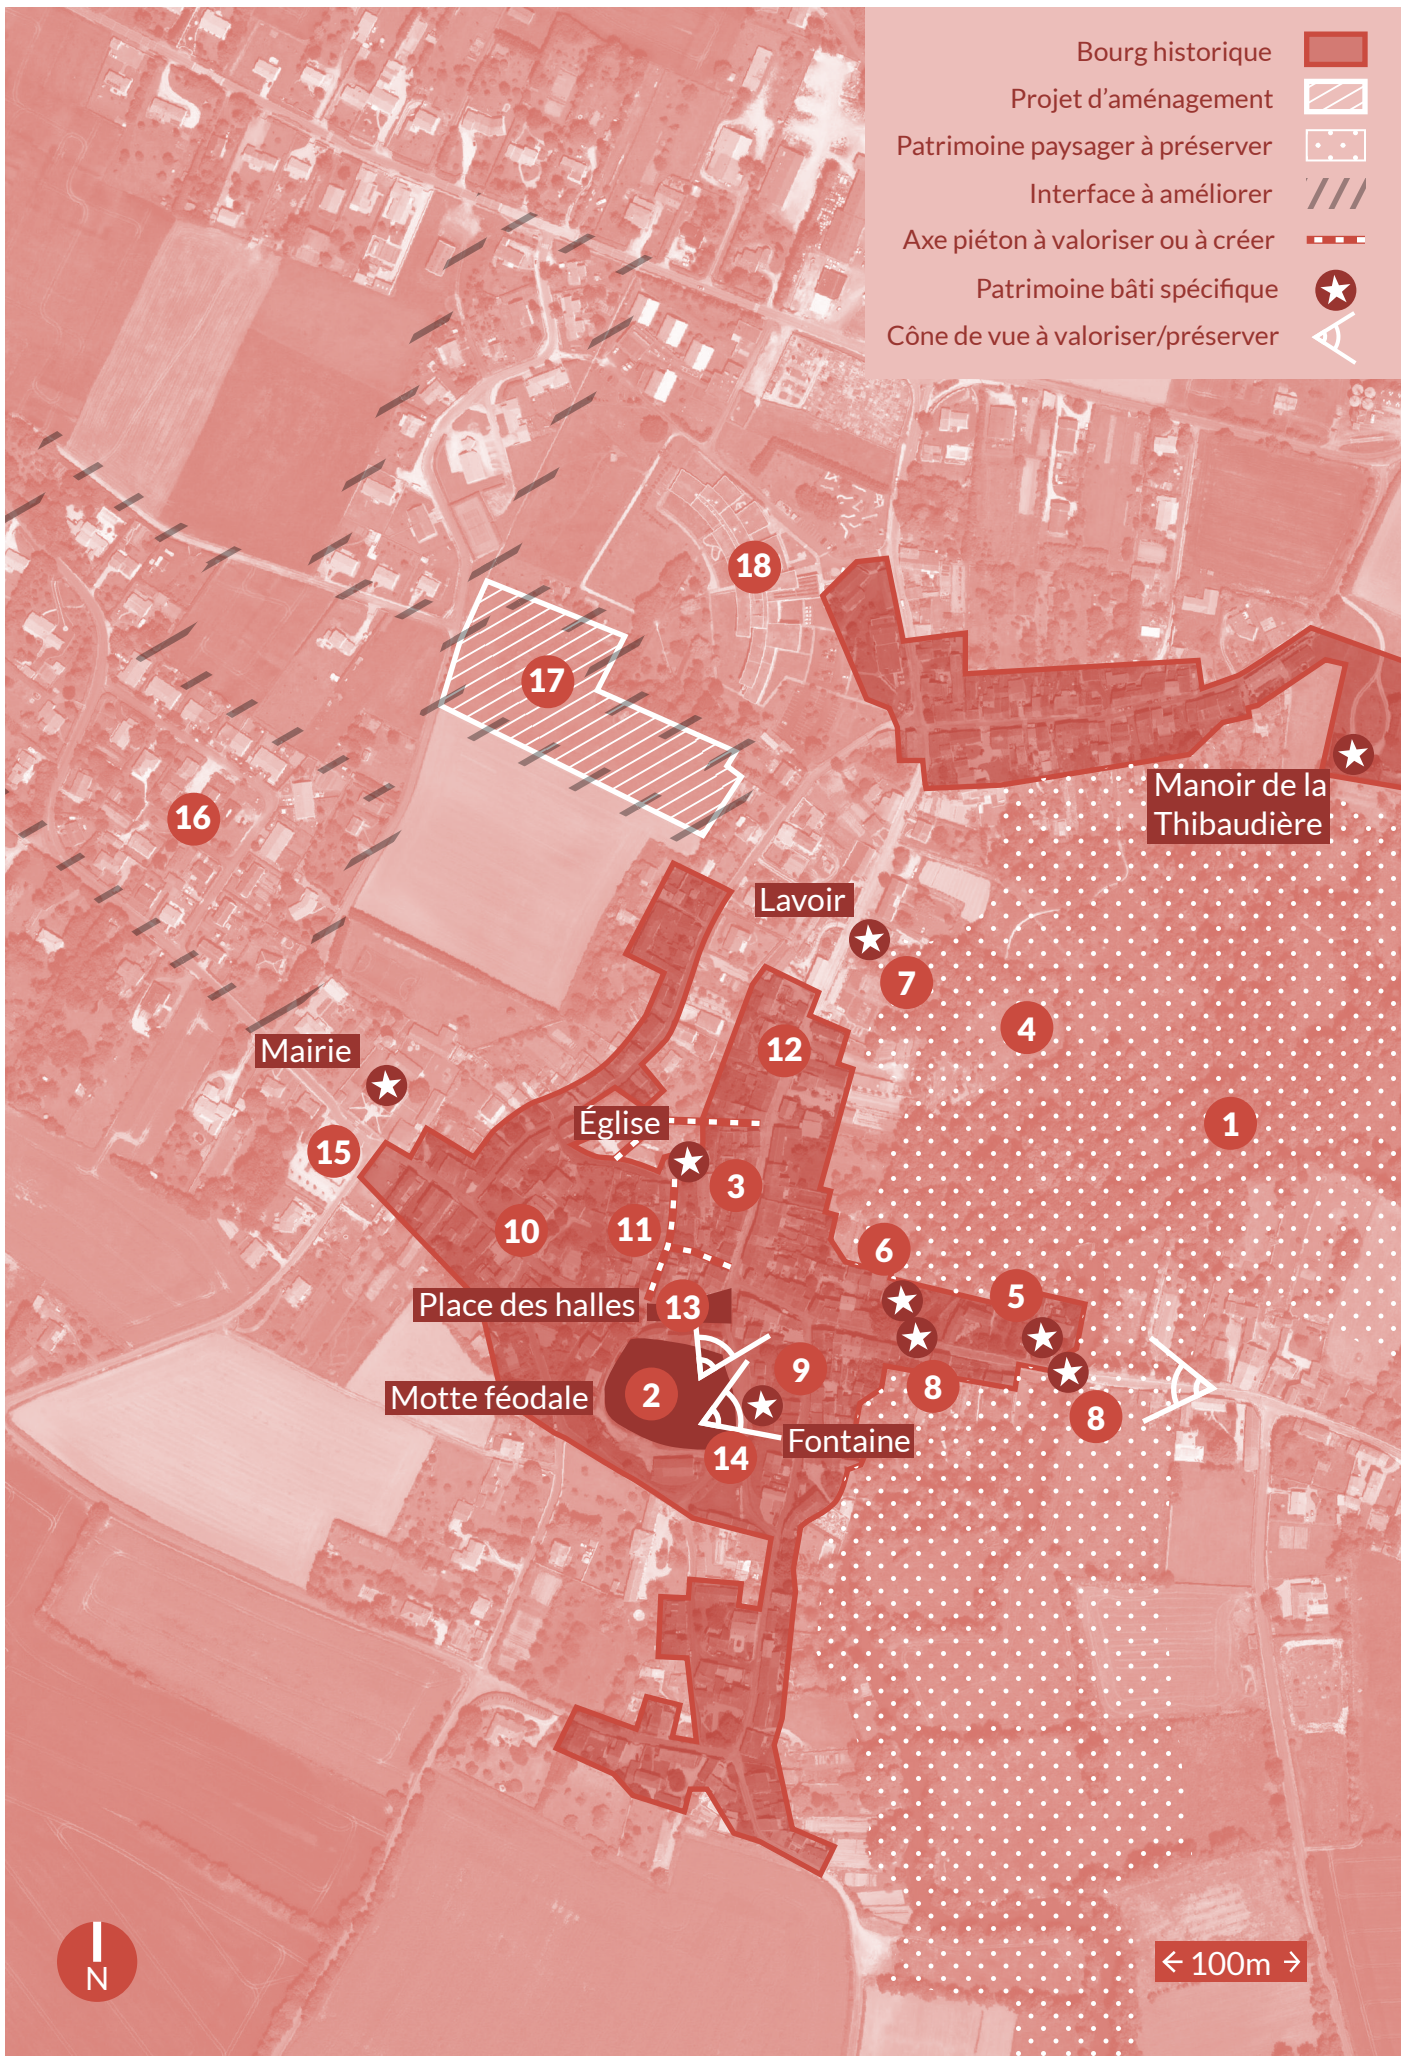 Bourg historique
Projet d’aménagement
Patrimoine paysager à préserver
Interface à améliorer
Axe piéton à valoriser ou à créer
Patrimoine bâti spécifique
Cône de vue à valoriser/préserver
18
17
Manoir de la
Thibaudière
16
Lavoir
7
4
Mairie
12
Église
1
15
3
10
11
6
Place des halles
13
5
9
Motte féodale
2
8
8
Fontaine
14
N
100m